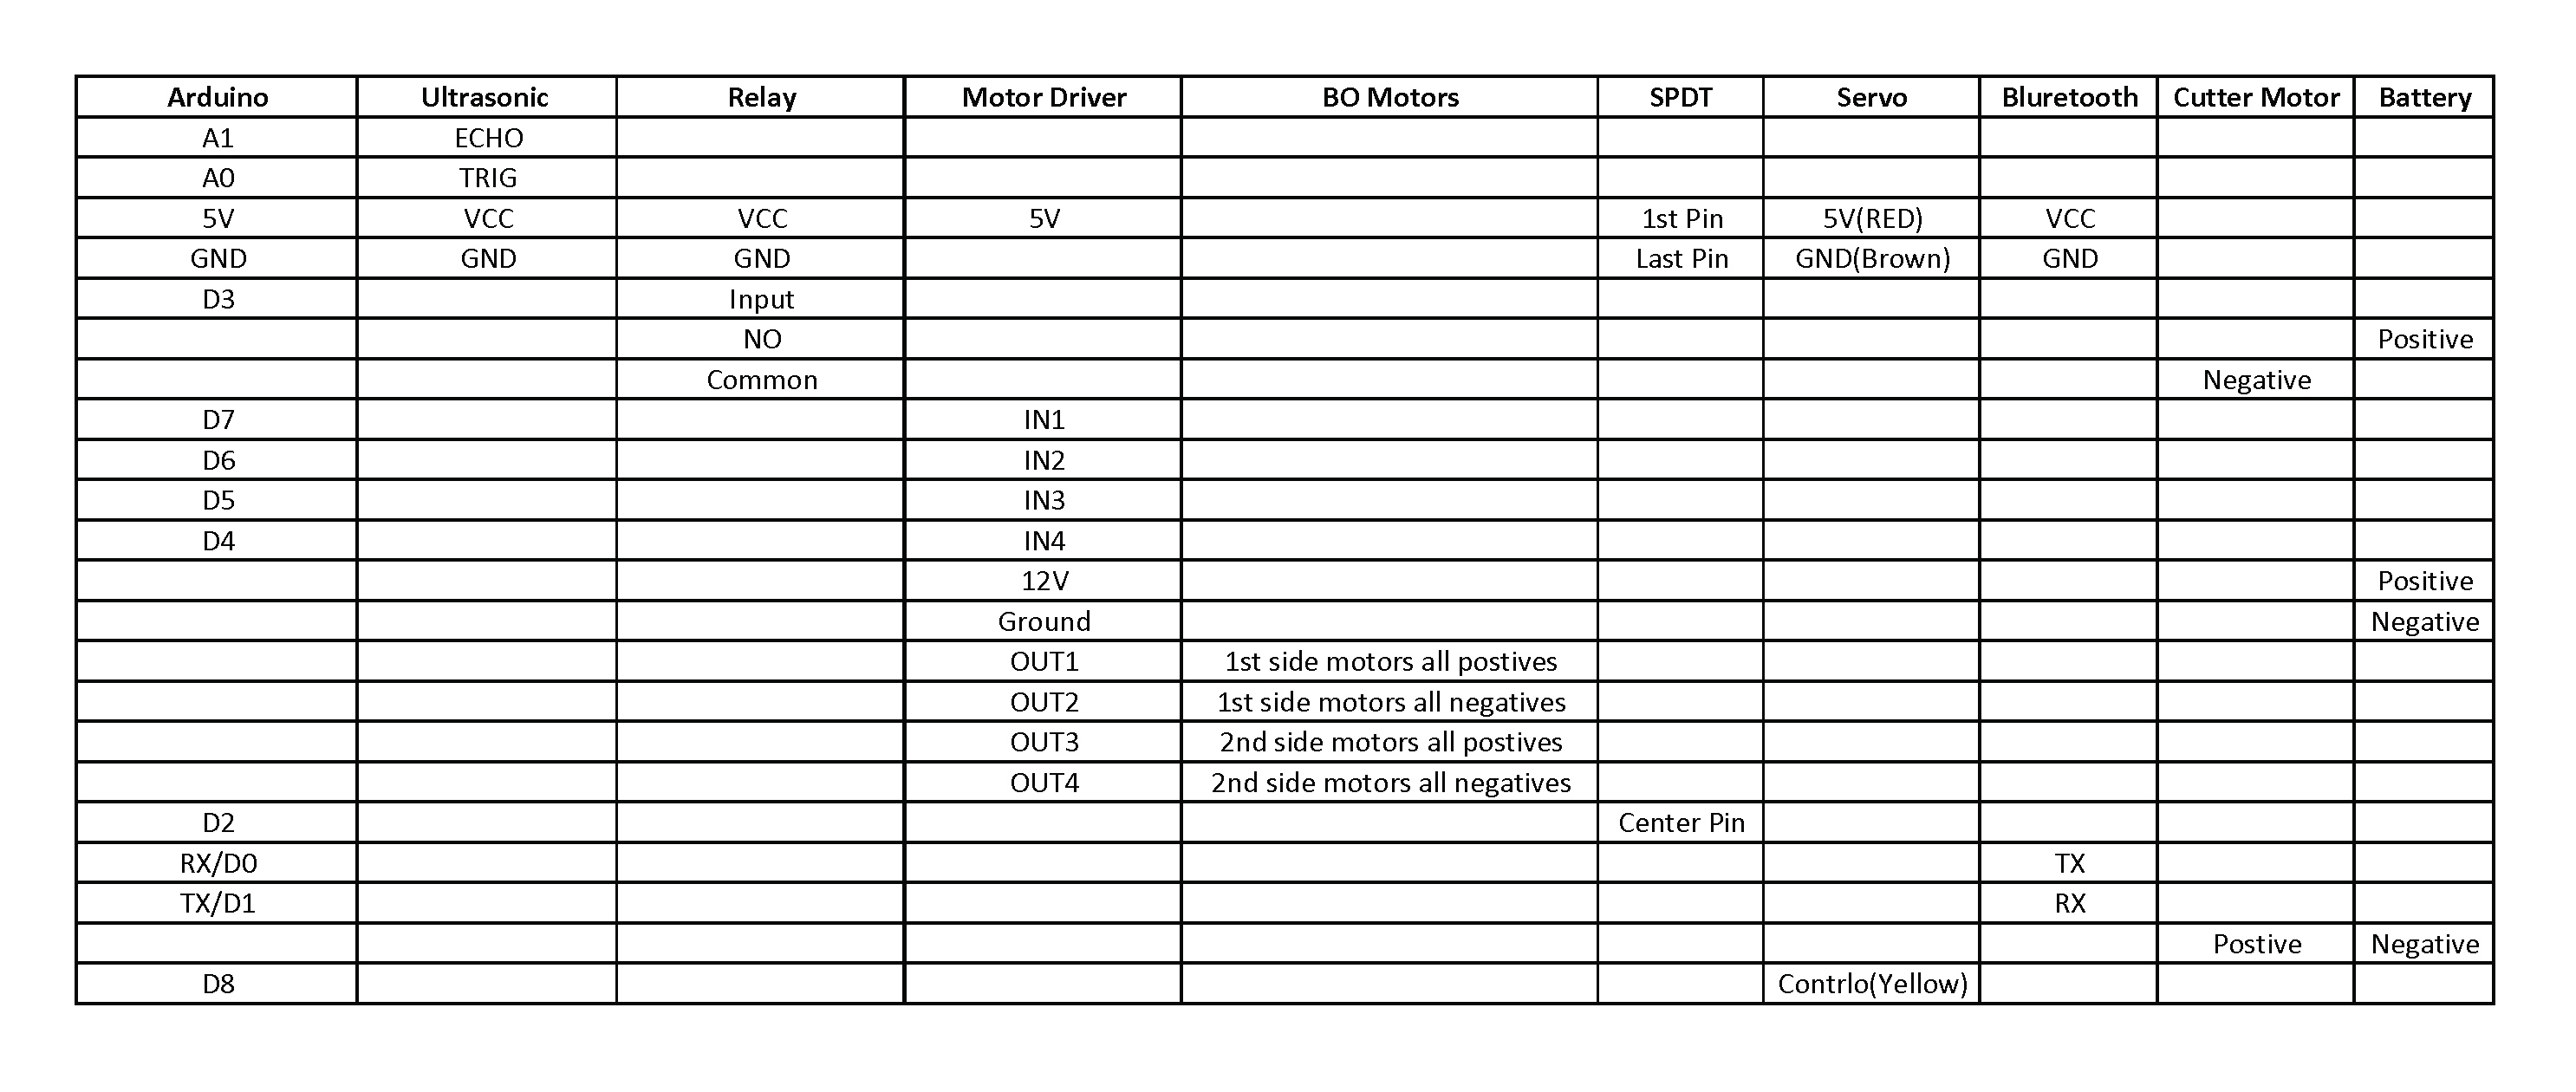 Arduino Ultrasonic Relay Motor Driver BO Motors SPDT Servo Bluretooth Cutter Motor Battery
A1 ECHO
A0 TRIG
5V VCC VCC 5V 1st Pin 5V(RED) VCC
GND GND GND Last Pin GND(Brown) GND
D3 Input
NO Positive
Common Negative
D7 IN1
D6 IN2
D5 IN3
D4 IN4
12V Positive
Ground Negative
OUT1 1st side motors all postives
OUT2 1st side motors all negatives
OUT3 2nd side motors all postives
OUT4 2nd side motors all negatives
D2 Center Pin
RX/D0 TX
TX/D1 RX
Postive Negative
D8 Contrlo(Yellow)